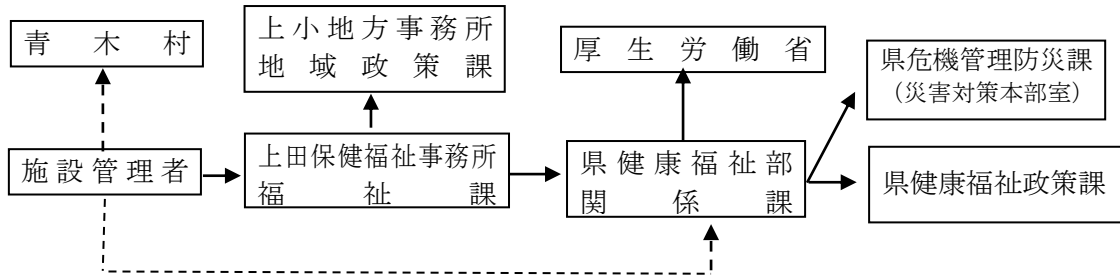 青木村
上小地方事務所
地域政策課
厚生労働省
県危機管理防災課
（災害対策本部室）
施設管理者
上田保健福祉事務所
福祉課
県健康福祉部
関係課
県健康福祉政策課